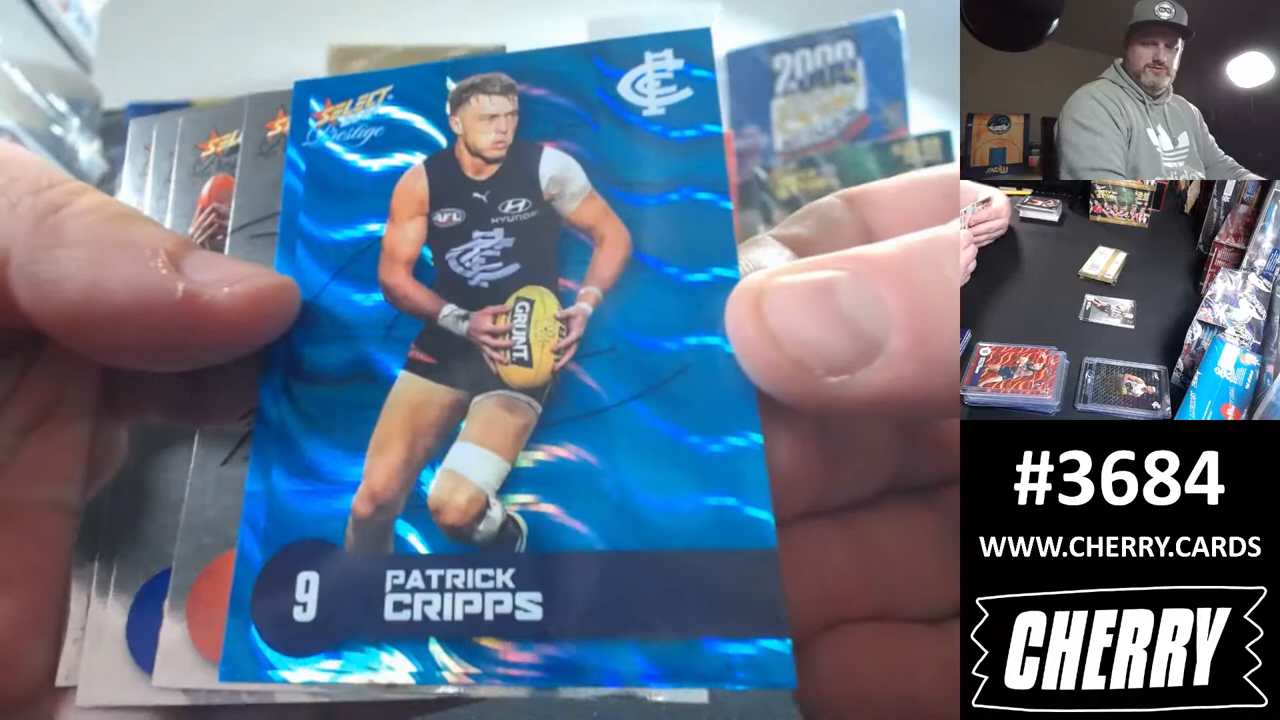 2000
SELECT
Prestige
AFL
HYUNDAI
GRUNT
9
PATRICK
CRIPPS
#3684
WWW.CHERRY.CARDS
CHERRY